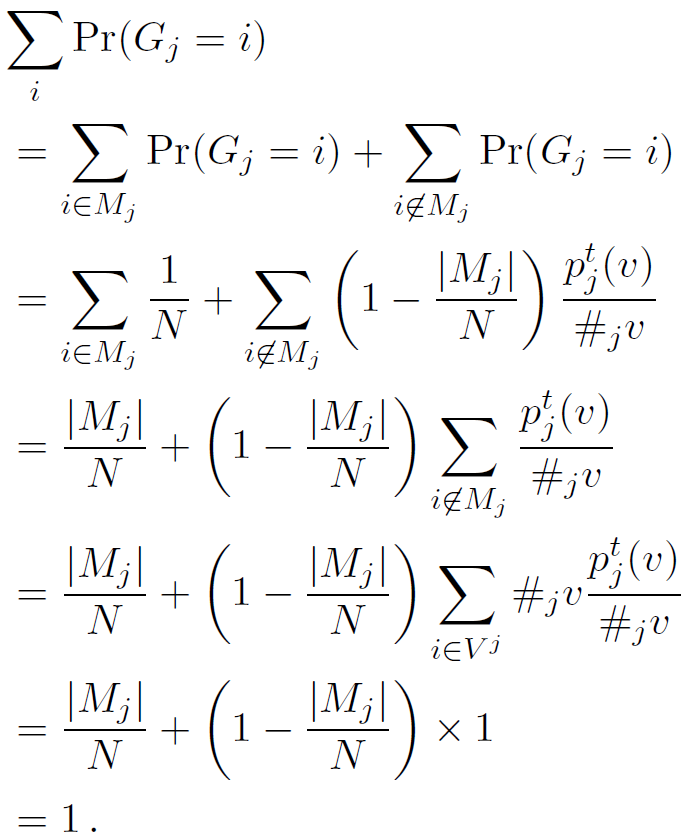 \sum_{i} \Pr(G_j = i)
= \sum_{i \in M_j} \Pr(G_j = i) + \sum_{i \notin M_j} \Pr(G_j = i)
= \sum_{i \in M_j} \frac{1}{N} + \sum_{i \notin M_j} \left( 1 - \frac{|M_j|}{N} \right) \frac{p_j^t(v)}{\#_j v}
= \frac{|M_j|}{N} + \left( 1 - \frac{|M_j|}{N} \right) \sum_{i \notin M_j} \frac{p_j^t(v)}{\#_j v}
= \frac{|M_j|}{N} + \left( 1 - \frac{|M_j|}{N} \right) \sum_{i \in V^j} \#_j v \frac{p_j^t(v)}{\#_j v}
= \frac{|M_j|}{N} + \left( 1 - \frac{|M_j|}{N} \right) \times 1
= 1 .